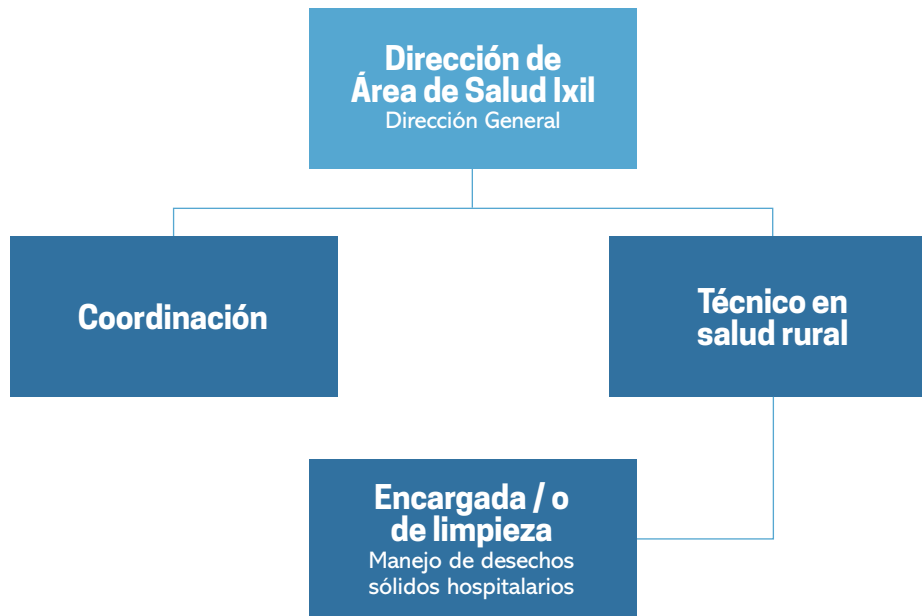 Dirección de
Área de Salud Ixil
Dirección General
Coordinación
Técnico en
salud rural
Encargada / o
de limpieza
Manejo de desechos
sólidos hospitalarios